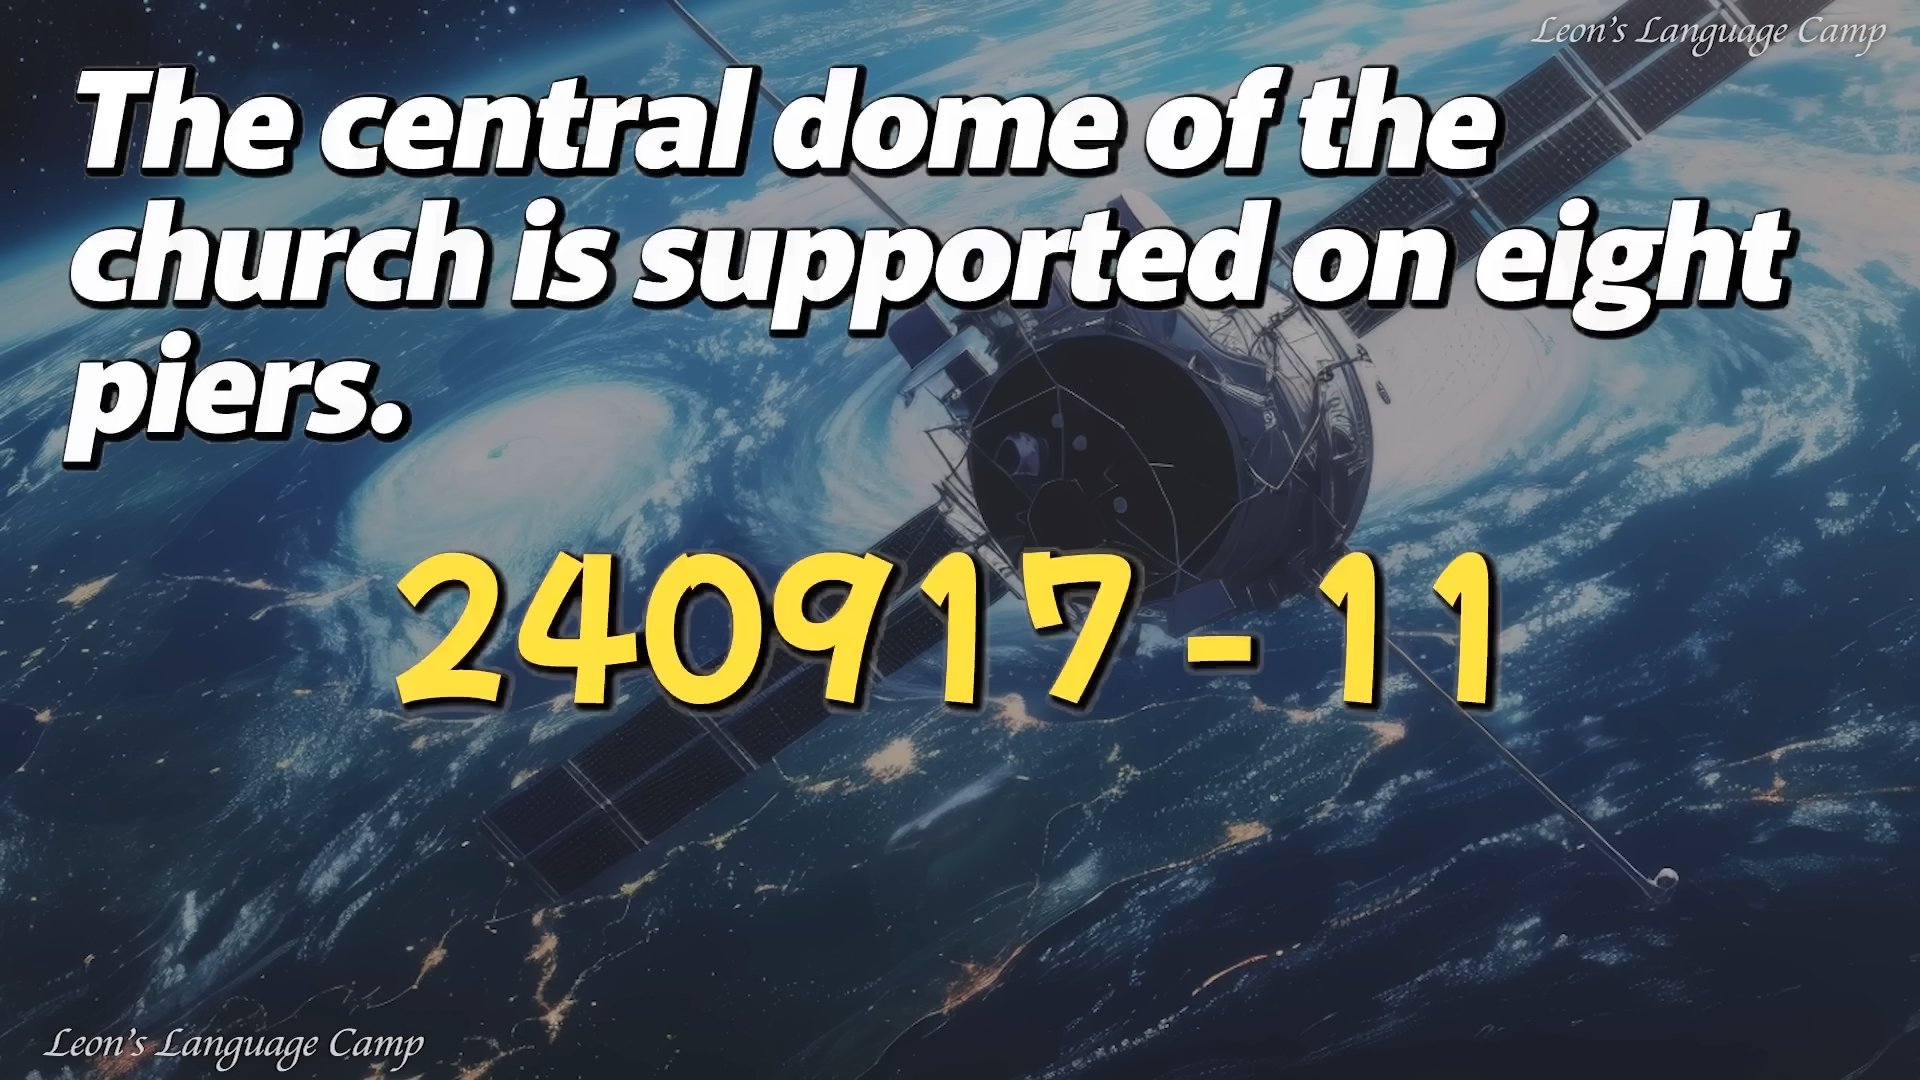 Leon's Language Camp
The central dome of the
church is supported on eight
piers.
240917-11
Leon's Language Camp